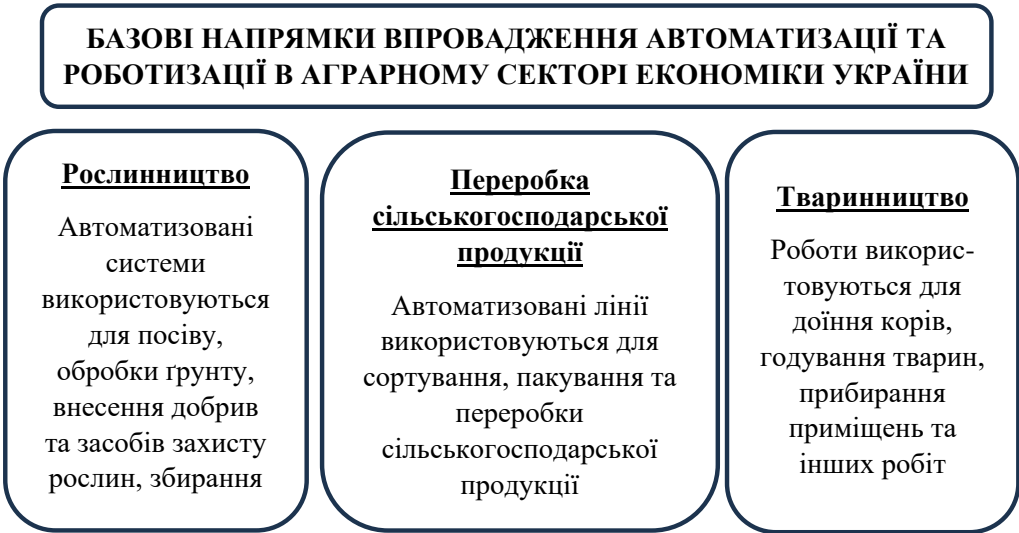 БАЗОВІ НАПРЯМКИ ВПРОВАДЖЕННЯ АВТОМАТИЗАЦІЇ ТА
РОБОТИЗАЦІЇ В АГРАРНОМУ СЕКТОРІ ЕКОНОМІКИ УКРАЇНИ
Рослинництво
Автоматизовані
системи
використовуються
для посіву,
обробки ґрунту,
внесення добрив
та засобів захисту
рослин, збирання
Переробка
сільськогосподарської
продукції
Автоматизовані лінії
використовуються для
сортування, пакування та
переробки
сільськогосподарської
продукції
Тваринництво
Роботи викорис-
товуються для
доїння корів,
годування тварин,
прибирання
приміщень та
інших робіт